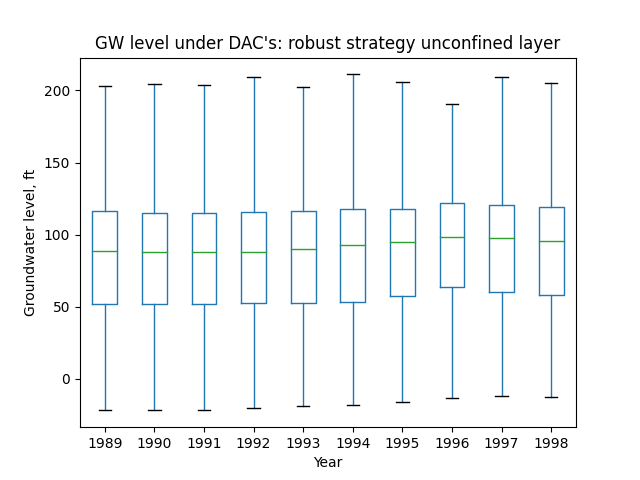 GW level under DAC's: robust strategy unconfined layer
200
150
100
50
0
Groundwater level, ft
1989 1990 1991 1992 1993 1994 1995 1996 1997 1998
Year